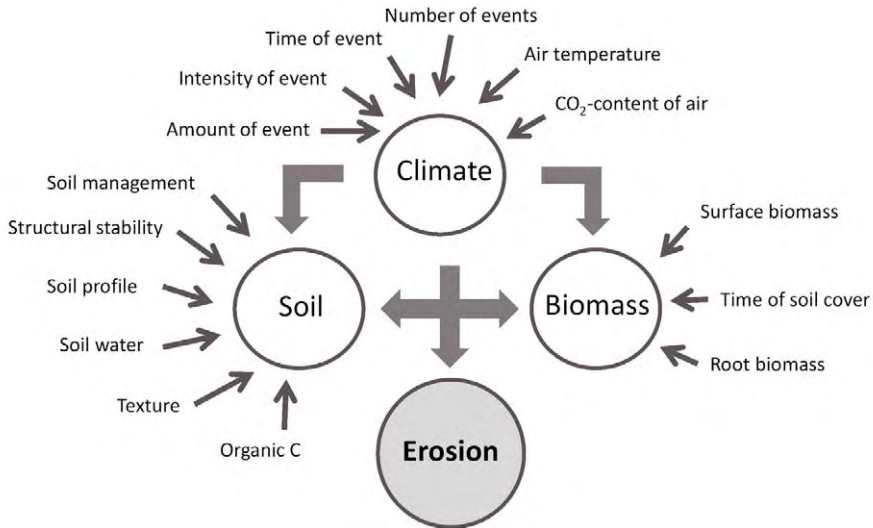 Number of events
Time of event
Air temperature
Intensity of event
CO₂-content of air
Amount of event
Climate
Soil management
Surface biomass
Structural stability
Soil profile
Soil
Biomass
Time of soil cover
Soil water
Root biomass
Texture
Organic C
Erosion